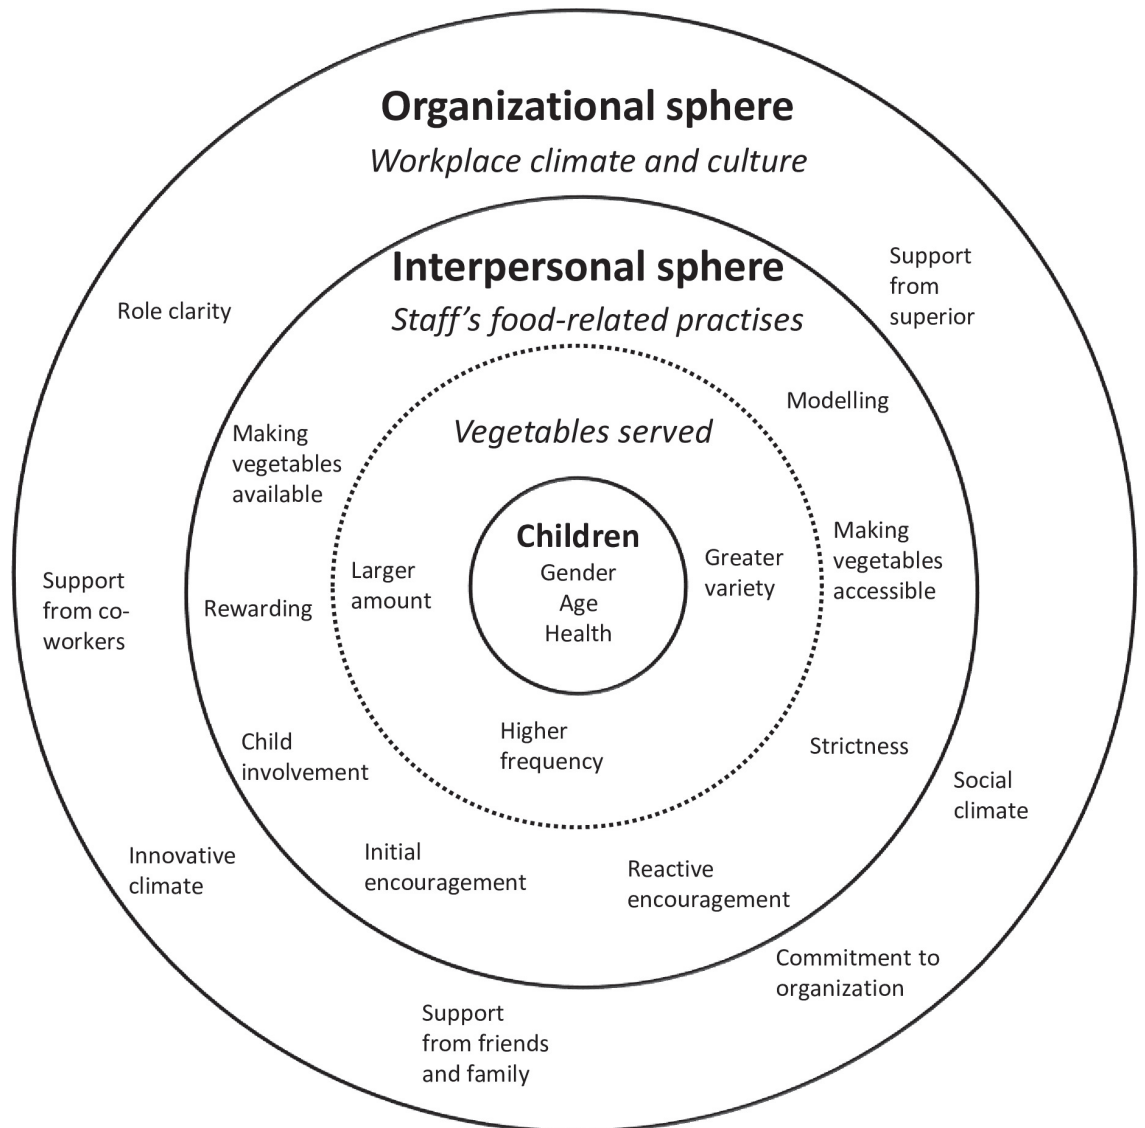 Organizational sphere
Workplace climate and culture
Interpersonal sphere
Staff’s food-related practises
Support
from
superior
Role clarity
Modelling
Making
vegetables
available
Vegetables served
Children
Gender
Age
Health
Making
vegetables
accessible
Greater
variety
Larger
amount
Support
from co-
workers
Rewarding
Higher
frequency
Child
involvement
Strictness
Social
climate
Innovative
climate
Initial
encouragement
Reactive
encouragement
Commitment to
organization
Support
from friends
and family